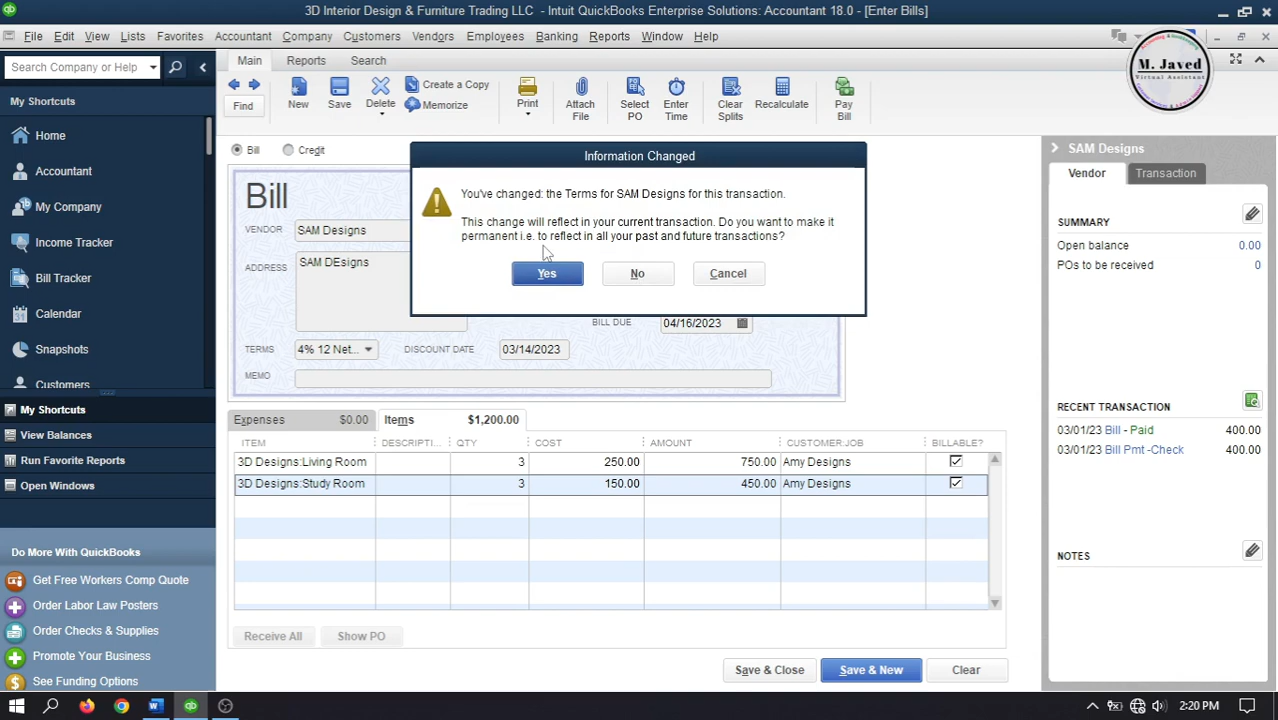 3D Interior Design & Furniture Trading LLC - Intuit QuickBooks Enterprise Solutions: Accountant 18.0 - [Enter Bills]
File Edit View Lists Favorites Accountant Company Customers Vendors Employees Banking Reports Window Help
Search Company or Help
Main Reports Search
My Shortcuts
Home
Accountant
My Company
Income Tracker
Bill Tracker
Calendar
Snapshots
Customers
My Shortcuts
View Balances
Run Favorite Reports
Open Windows
Do More With QuickBooks
Get Free Workers Comp Quote
Order Labor Law Posters
Order Checks & Supplies
Promote Your Business
See Funding Options
Find
New
Save
Delete
Create a Copy
Memorize
Print
Attach File
Select PO
Enter Time
Clear Splits
Recalculate
Pay Bill
M. Javed
Virtual Assistant
Bill Credit
Bill
VENDOR SAM Designs
ADDRESS SAM DEsigns
BILL DUE 04/16/2023
TERMS 4% 12 Net... DISCOUNT DATE 03/14/2023
MEMO
Information Changed
You've changed: the Terms for SAM Designs for this transaction.
This change will reflect in your current transaction. Do you want to make it
permanent i.e. to reflect in all your past and future transactions?
Yes No Cancel
Expenses $0.00 Items $1,200.00
ITEM DESCRIPTI... QTY COST AMOUNT CUSTOMER:JOB BILLABLE?
3D Designs:Living Room 3 250.00 750.00 Amy Designs
3D Designs:Study Room 3 150.00 450.00 Amy Designs
Receive All Show PO
Save & Close Save & New Clear
SAM Designs
Vendor Transaction
SUMMARY
Open balance 0.00
POs to be received 0
RECENT TRANSACTION
03/01/23 Bill - Paid 400.00
03/01/23 Bill Pmt -Check 400.00
NOTES
2:20 PM